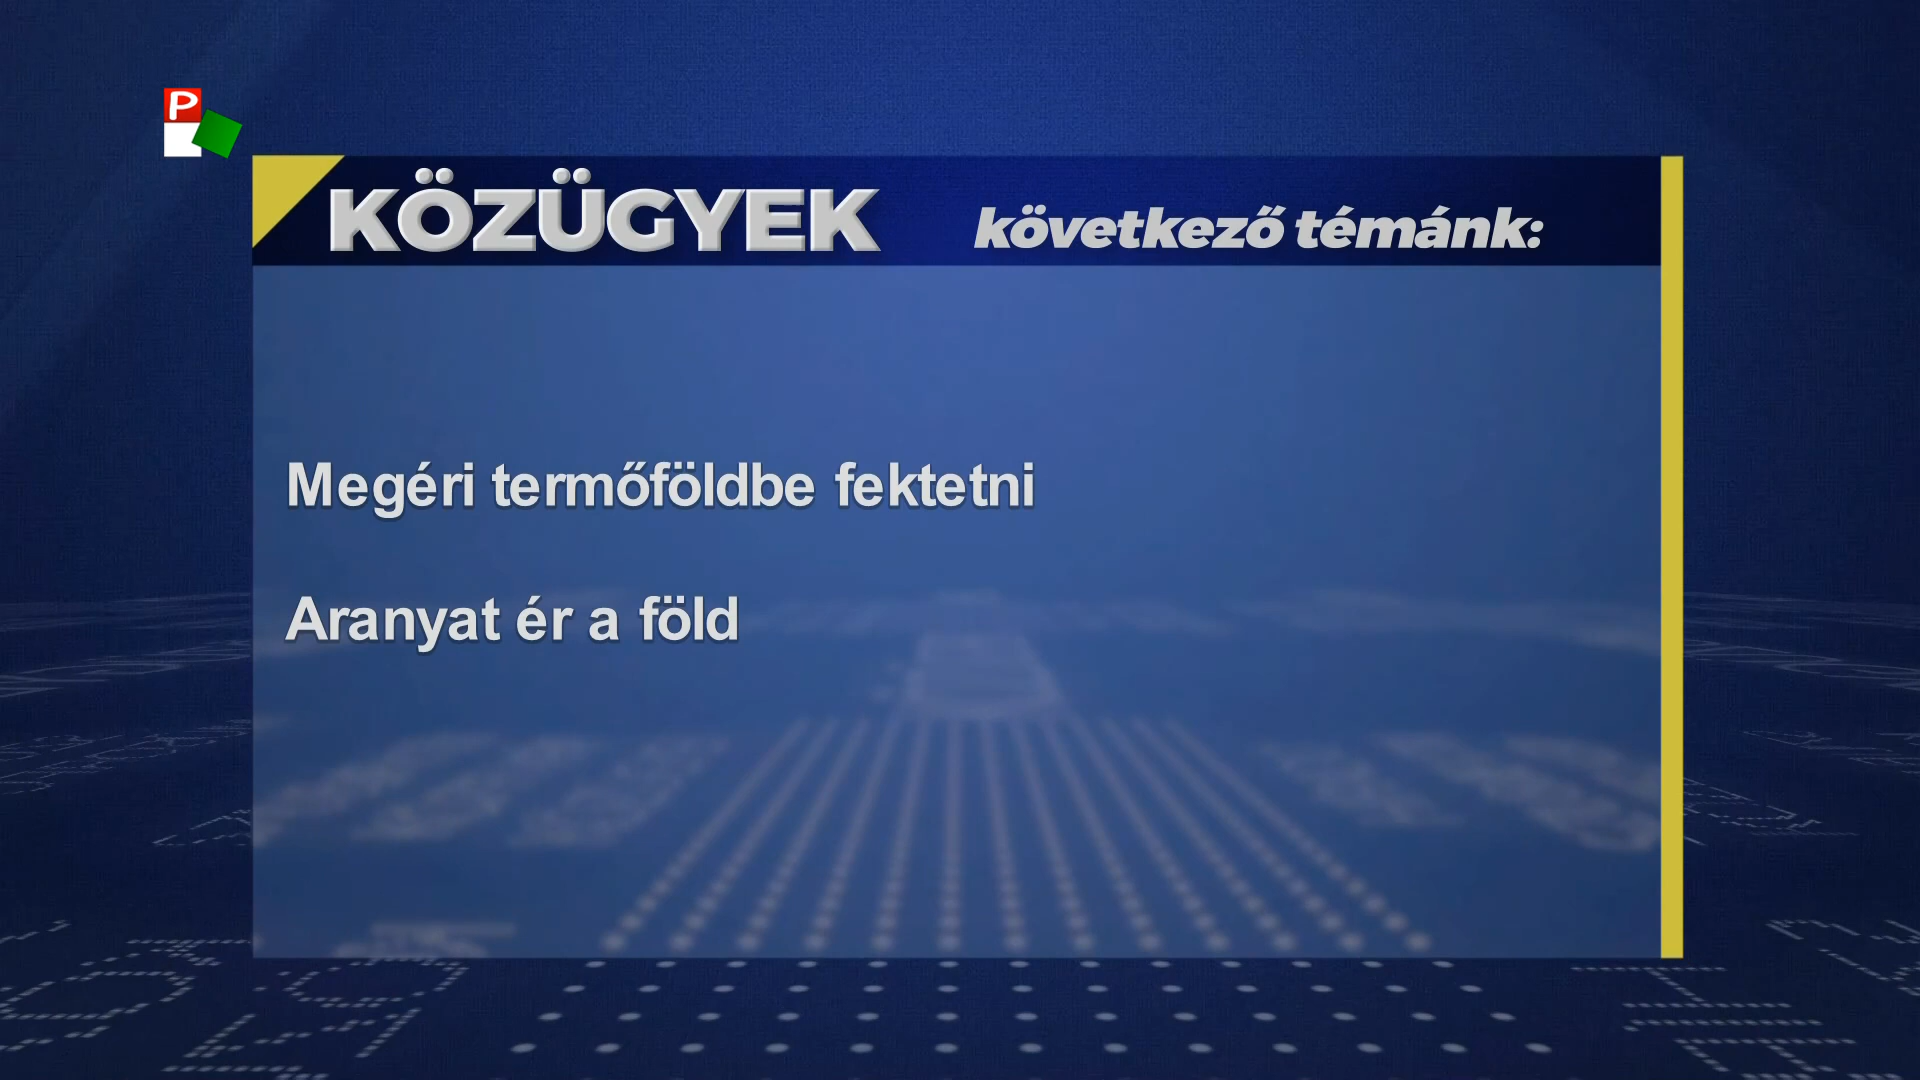 P
KÖZÜGYEK következő témánk:
Megéri termőföldbe fektetni
Aranyat ér a föld